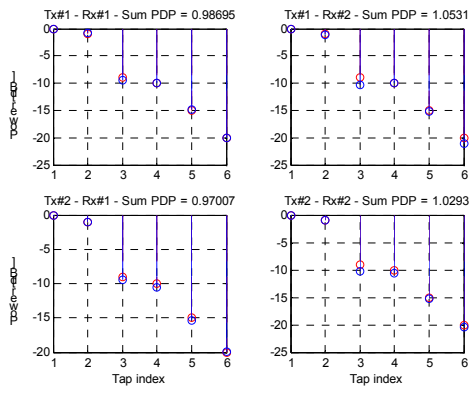 Tx#1 - Rx#1 - Sum PDP = 0.98695
Tx#1 - Rx#2 - Sum PDP = 1.0531
0
-5
-10
-15
-20
-25
1 2 3 4 5 6
0
-5
-10
-15
-20
-25
1 2 3 4 5 6
Power [dB]
Tx#2 - Rx#1 - Sum PDP = 0.97007
Tx#2 - Rx#2 - Sum PDP = 1.0293
0
-5
-10
-15
-20
1 2 3 4 5 6
Tap index
0
-5
-10
-15
-20
-25
1 2 3 4 5 6
Tap index
Power [dB]